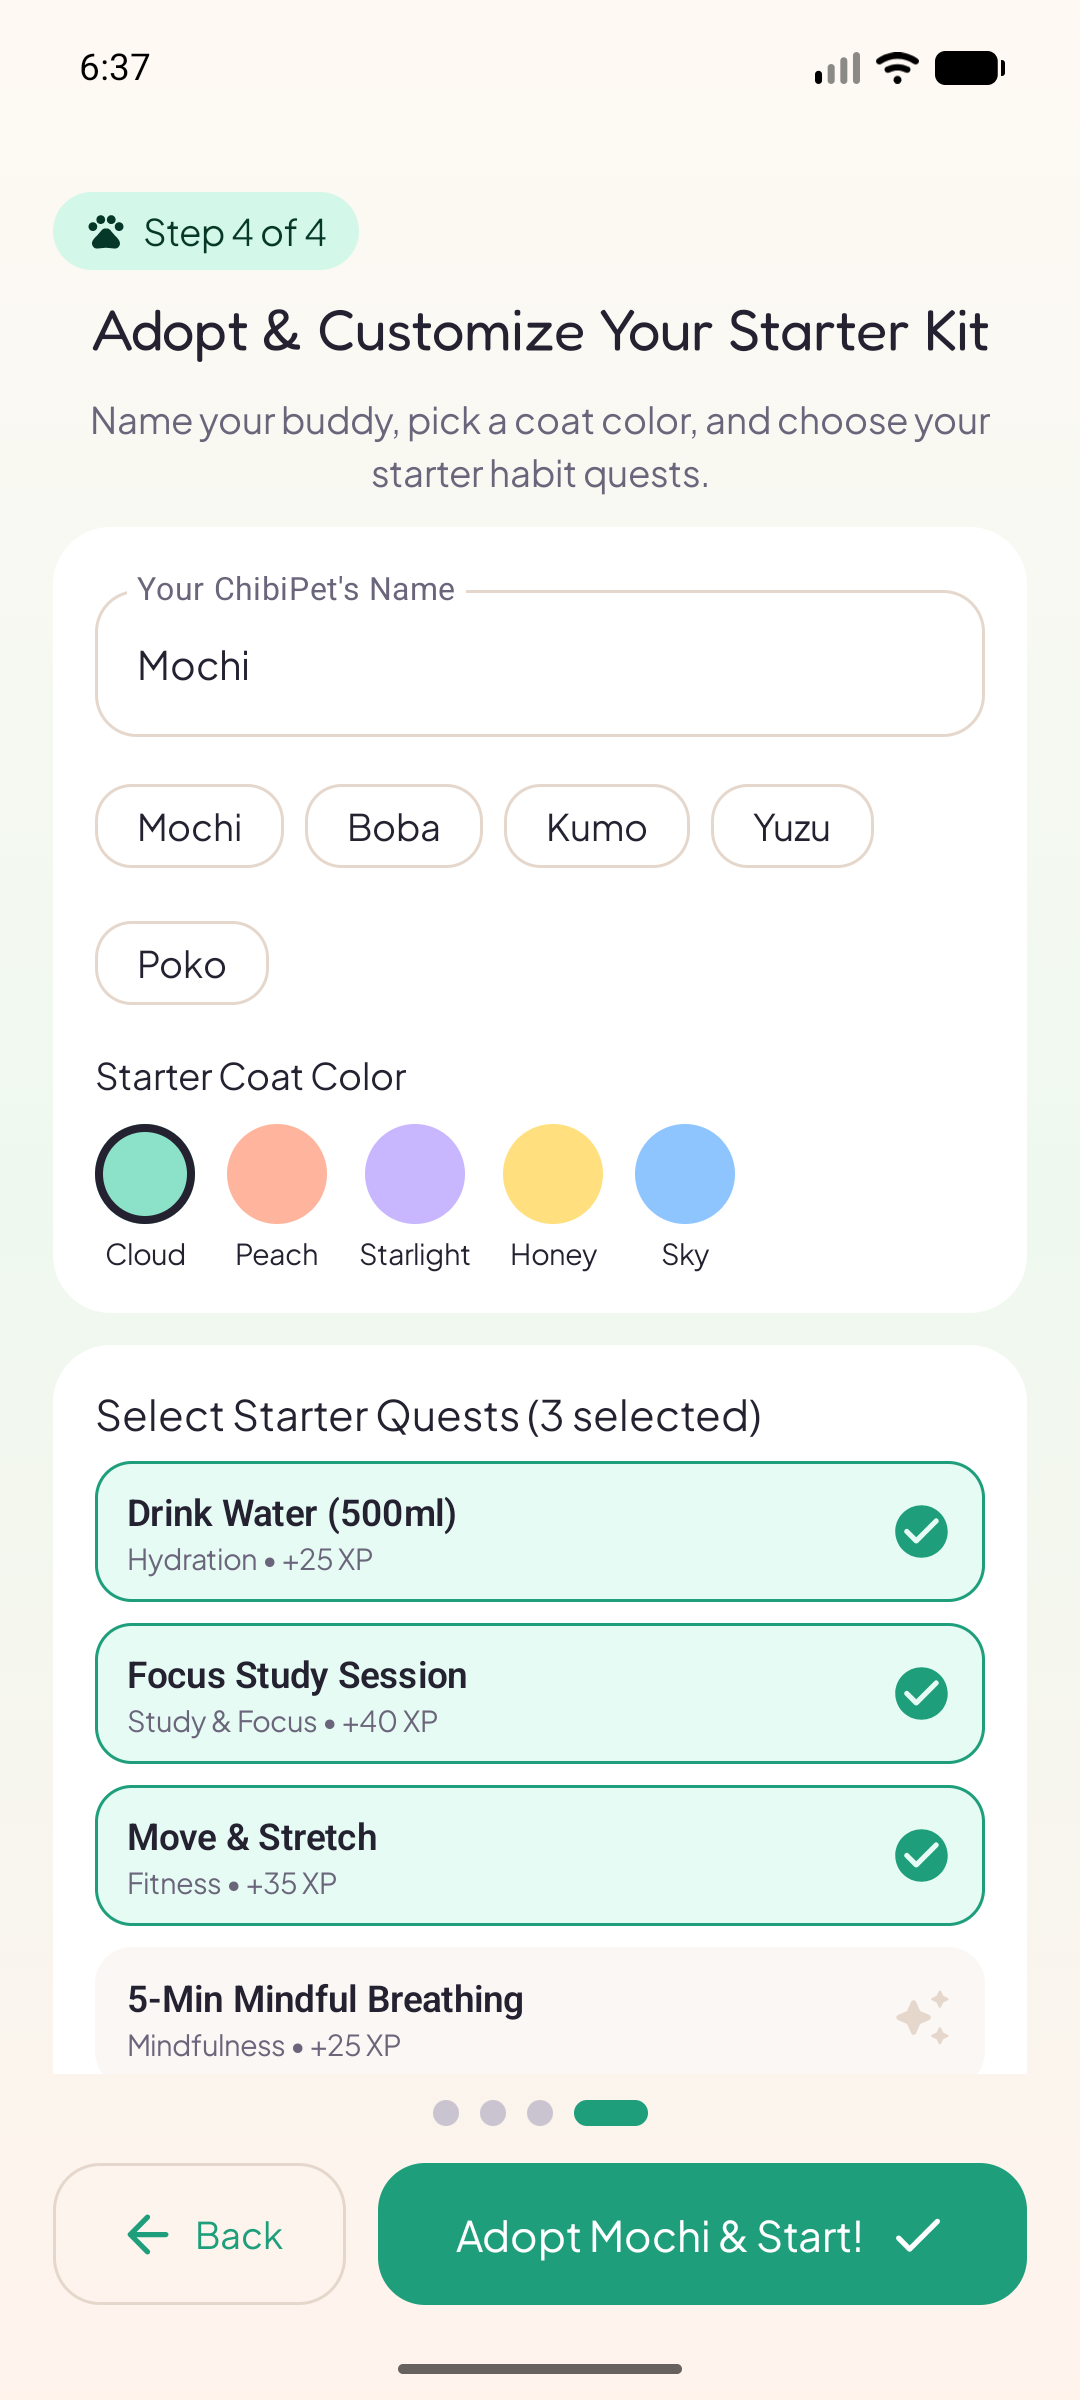 6:37
Step 4 of 4
Adopt & Customize Your Starter Kit
Name your buddy, pick a coat color, and choose your
starter habit quests.
Your ChibiPet's Name
Mochi
Mochi
Boba
Kumo
Yuzu
Poko
Starter Coat Color
Cloud
Peach
Starlight
Honey
Sky
Select Starter Quests (3 selected)
Drink Water (500ml)
Hydration • +25 XP
Focus Study Session
Study & Focus • +40 XP
Move & Stretch
Fitness • +35 XP
5-Min Mindful Breathing
Mindfulness • +25 XP
Back
Adopt Mochi & Start!